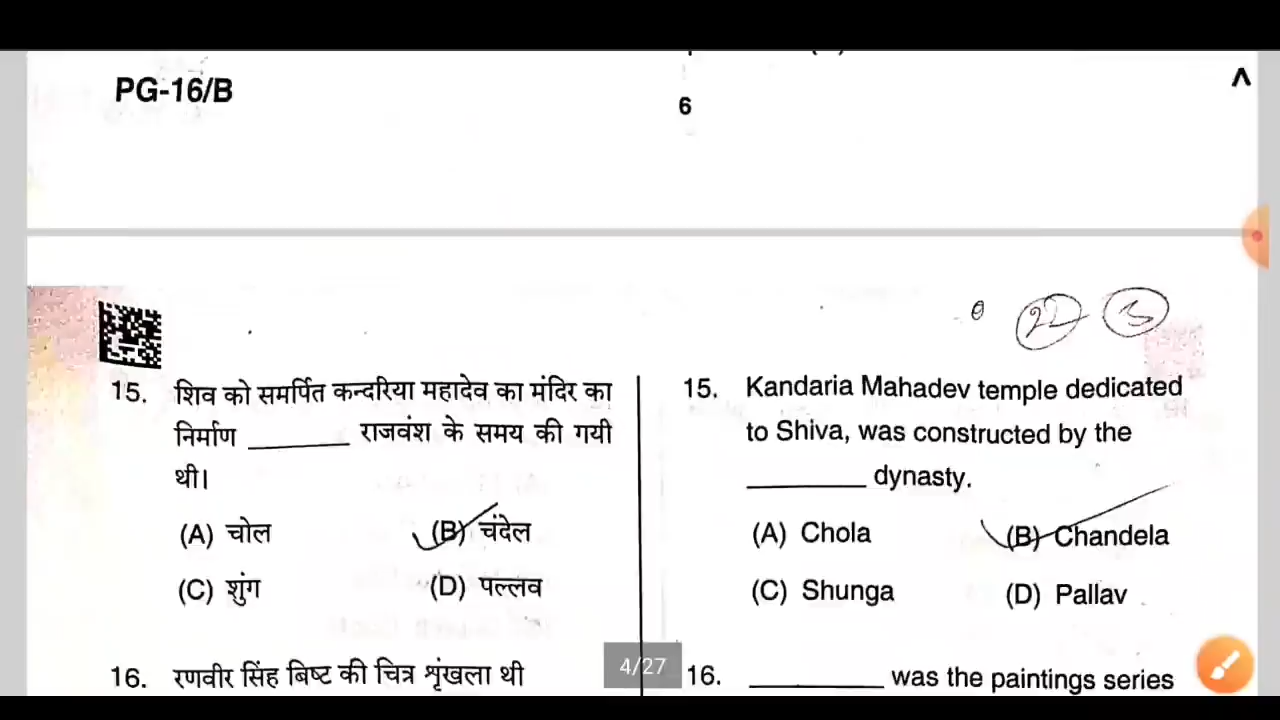 PG-16/B
6
22 3
15. शिव को समर्पित कन्दरिया महादेव का मंदिर का
निर्माण ________ राजवंश के समय की गयी
थी।
(A) चोल (B) चंदेल
(C) शुंग (D) पल्लव
16. रणवीर सिंह बिष्ट की चित्र शृंखला थी
15. Kandaria Mahadev temple dedicated
to Shiva, was constructed by the
________ dynasty.
(A) Chola (B) Chandela
(C) Shunga (D) Pallav
16. ________ was the paintings series
4/27